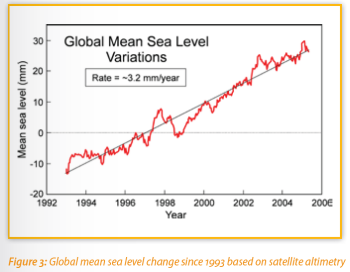 Global Mean Sea Level
Variations
Rate = ~3.2 mm/year
Mean sea level (mm)
30
20
10
0
-10
-20
1992 1994 1996 1998 2000 2002 2004 2006
Year
Figure 3: Global mean sea level change since 1993 based on satellite altimetry